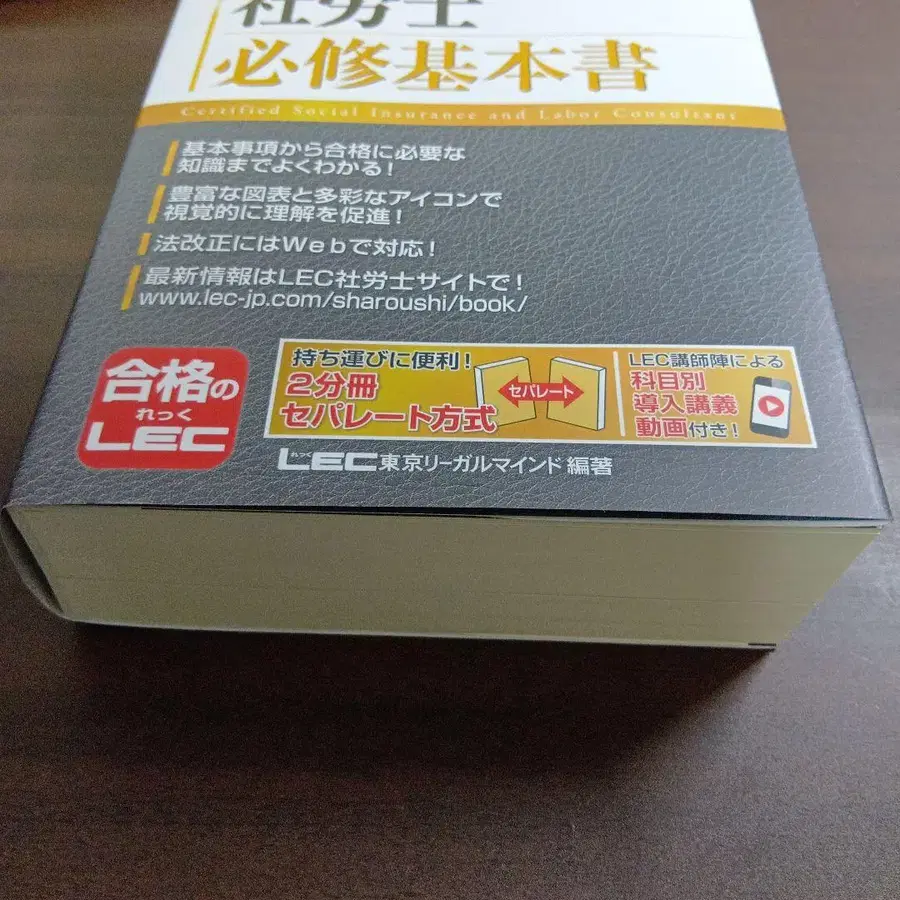 社労士
必修基本書
Certified Social Insurance and Labor Consultant
基本事項から合格に必要な
知識までよくわかる！
豊富な図表と多彩なアイコンで
視覚的に理解を促進！
法改正にはWebで対応！
最新情報はLEC社労士サイトで！
www.lec-jp.com/sharoushi/book/
合格の
れっく
LEC
持ち運びに便利！
2分冊
セパレート方式
セパレート
LEC講師陣による
科目別
導入講義
動画付き！
れっく
LEC東京リーガルマインド 編著